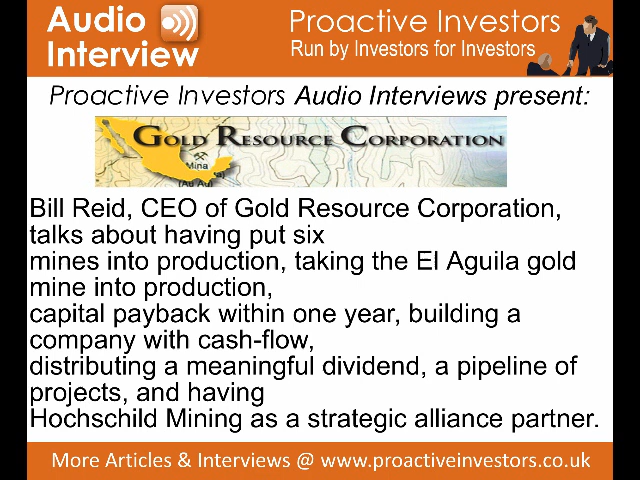 Audio
Interview
Proactive Investors
Run by Investors for Investors
Proactive Investors Audio Interviews present:
GOLD RESOURCE CORPORATION
Mina
(Au Ag)
Bill Reid, CEO of Gold Resource Corporation,
talks about having put six
mines into production, taking the El Aguila gold
mine into production,
capital payback within one year, building a
company with cash-flow,
distributing a meaningful dividend, a pipeline of
projects, and having
Hochschild Mining as a strategic alliance partner.
More Articles & Interviews @ www.proactiveinvestors.co.uk